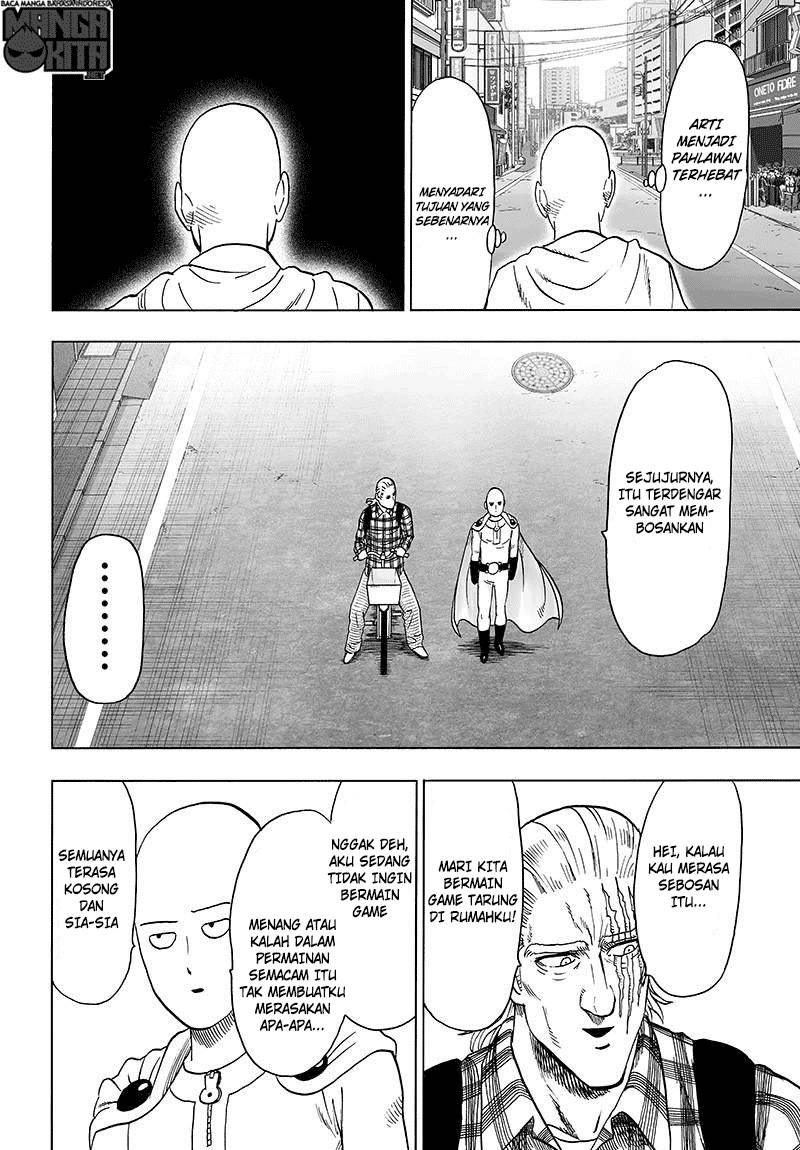 BACA MANGA BAHASA INDONESIA
MANGA
KITA
.NET
ONETO FIORE
ARTI
MENJADI
PAHLAWAN
TERHEBAT
...
MENYADARI
TUJUAN YANG
SEBENARNYA
...
SEJUJURNYA,
ITU TERDENGAR
SANGAT MEM-
BOSANKAN
........
HEI, KALAU
KAU MERASA
SEBOSAN
ITU...
MARI KITA
BERMAIN
GAME TARUNG
DI RUMAHKU!
NGGAK DEH,
AKU SEDANG
TIDAK INGIN
BERMAIN
GAME
MENANG ATAU
KALAH DALAM
PERMAINAN
SEMACAM ITU
TAK MEMBUATKU
MERASAKAN
APA-APA...
SEMUANYA
TERASA
KOSONG
DAN
SIA-SIA